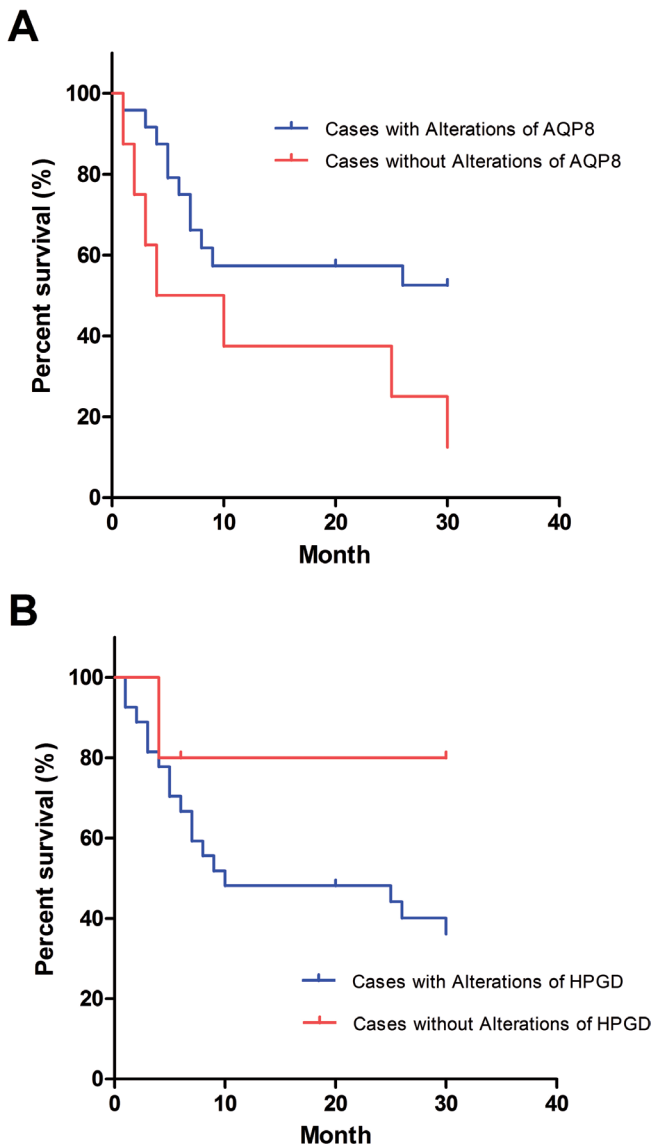 A
Percent survival (%)
100
80
60
40
20
0
Cases with Alterations of AQP8
Cases without Alterations of AQP8
0 10 20 30 40
Month
B
Percent survival (%)
100
80
60
40
20
0
Cases with Alterations of HPGD
Cases without Alterations of HPGD
0 10 20 30 40
Month